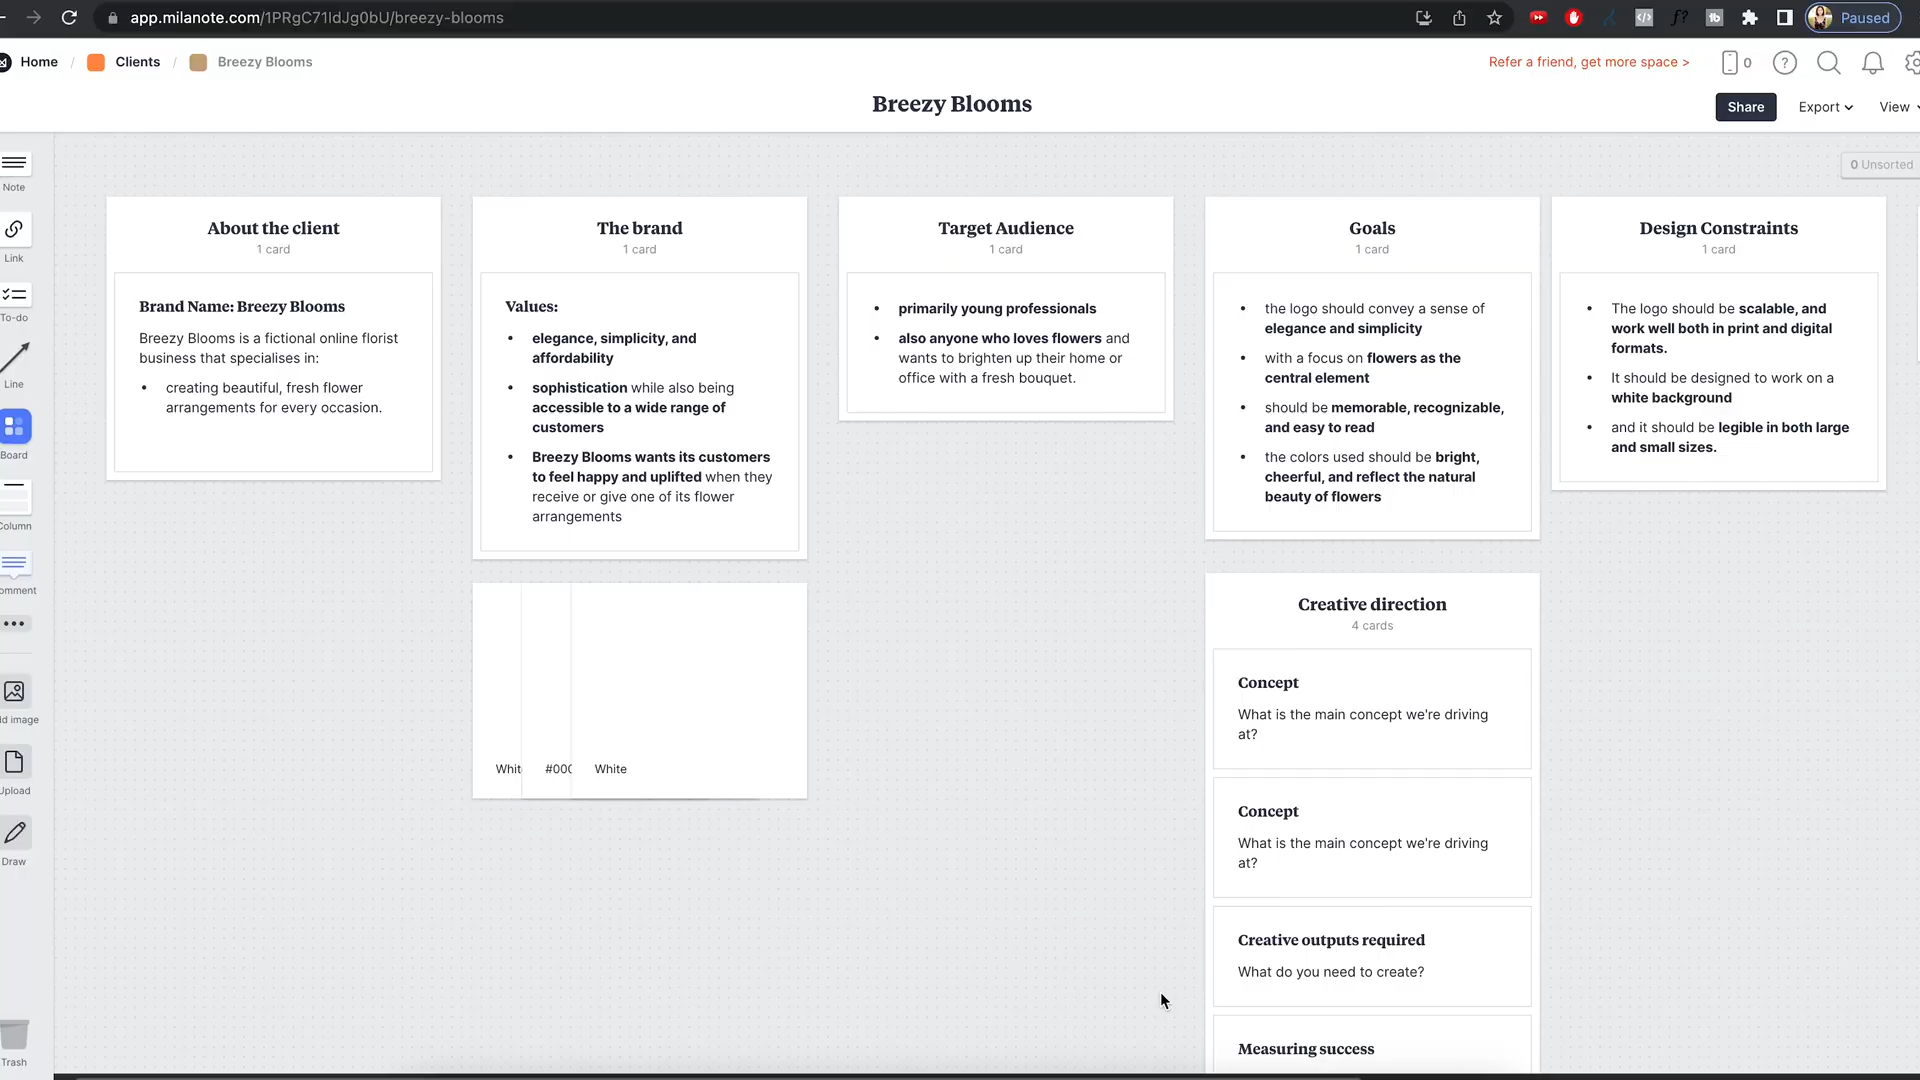 app.milanote.com/1PRgC71IdJg0bU/breezy-blooms
Paused
Home / Clients / Breezy Blooms
Refer a friend, get more space >
0
Breezy Blooms
Share
Export
View
0 Unsorted
Note
Link
To-do
Line
Board
Column
omment
d image
Upload
Draw
Trash
About the client
1 card
Brand Name: Breezy Blooms
Breezy Blooms is a fictional online florist
business that specialises in:
• creating beautiful, fresh flower
arrangements for every occasion.
The brand
1 card
Values:
• elegance, simplicity, and
affordability
• sophistication while also being
accessible to a wide range of
customers
• Breezy Blooms wants its customers
to feel happy and uplifted when they
receive or give one of its flower
arrangements
Whit
#000
White
Target Audience
1 card
• primarily young professionals
• also anyone who loves flowers and
wants to brighten up their home or
office with a fresh bouquet.
Goals
1 card
• the logo should convey a sense of
elegance and simplicity
• with a focus on flowers as the
central element
• should be memorable, recognizable,
and easy to read
• the colors used should be bright,
cheerful, and reflect the natural
beauty of flowers
Creative direction
4 cards
Concept
What is the main concept we're driving
at?
Concept
What is the main concept we're driving
at?
Creative outputs required
What do you need to create?
Measuring success
Design Constraints
1 card
• The logo should be scalable, and
work well both in print and digital
formats.
• It should be designed to work on a
white background
• and it should be legible in both large
and small sizes.